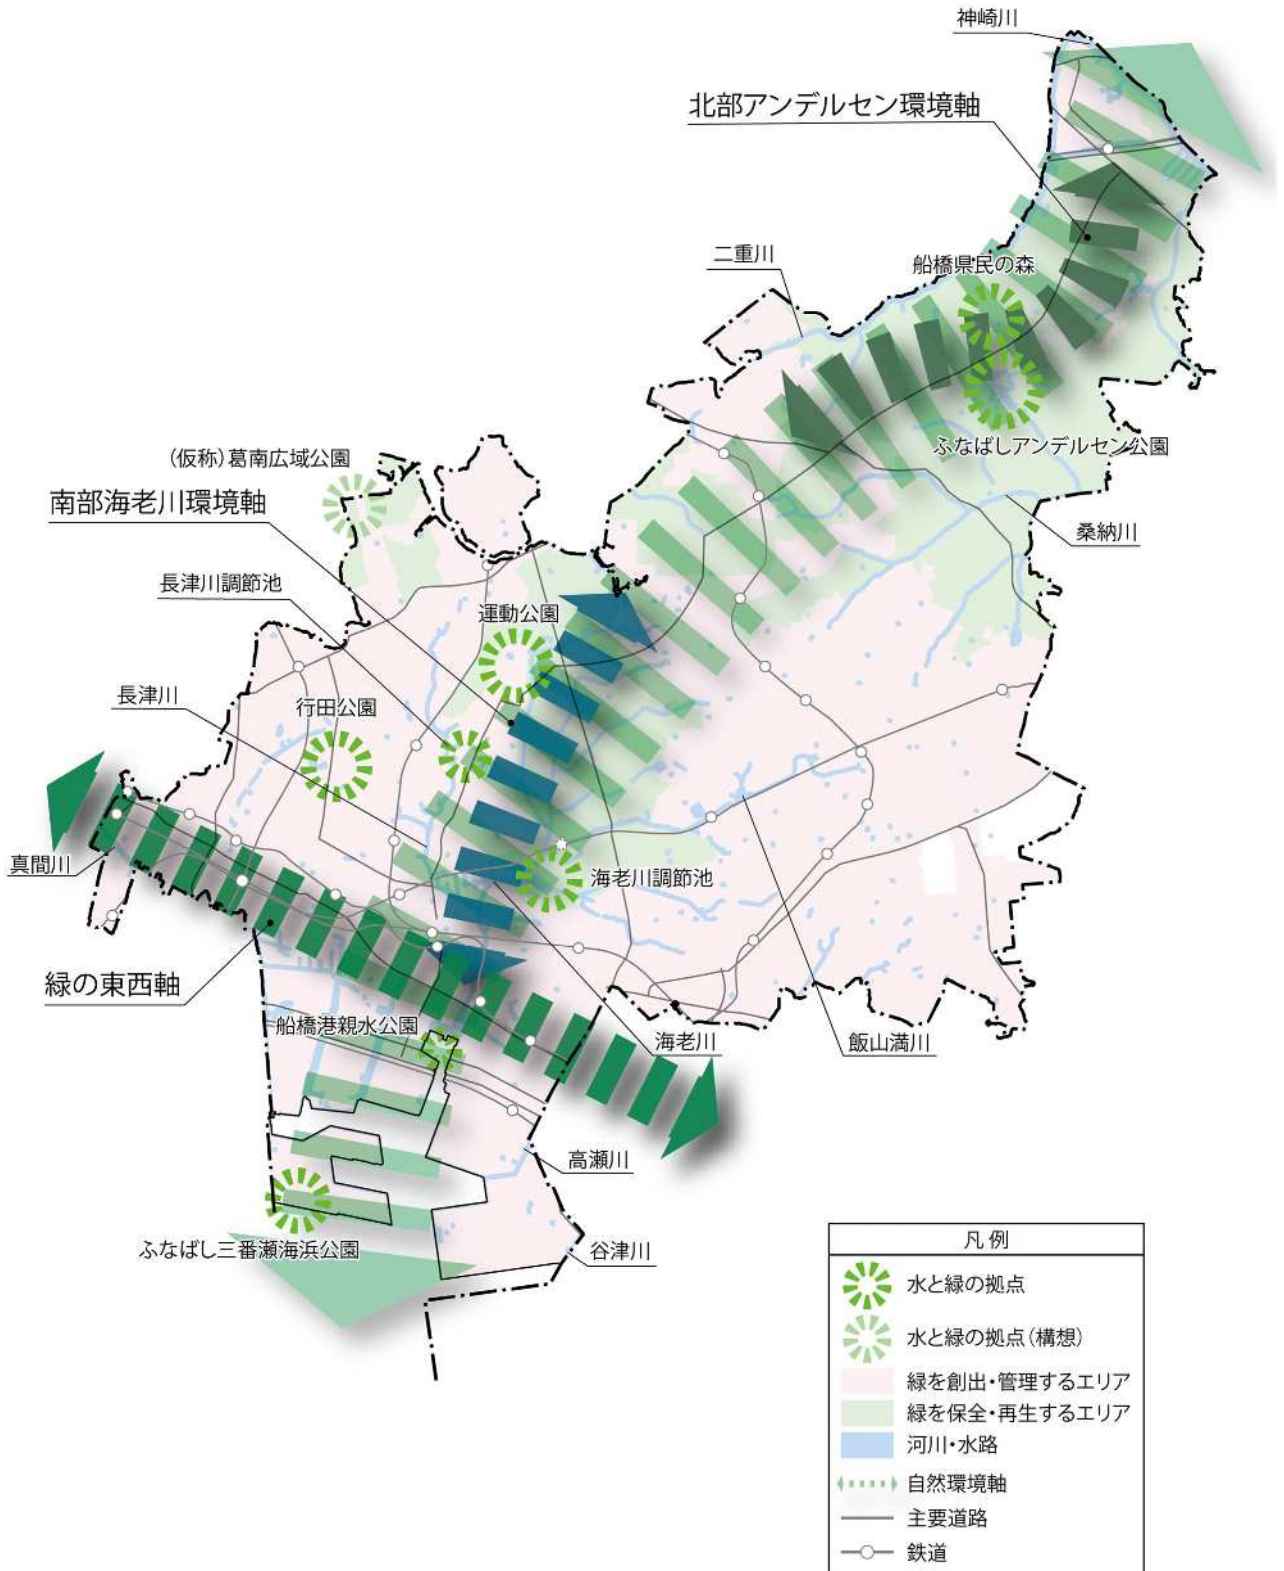 神崎川
北部アンデルセン環境軸
二重川
船橋県民の森
(仮称)葛南広域公園
ふなばしアンデルセン公園
南部海老川環境軸
桑納川
長津川調節池
運動公園
長津川
行田公園
真間川
海老川調節池
緑の東西軸
船橋港親水公園
海老川
飯山満川
高瀬川
ふなばし三番瀬海浜公園
谷津川
凡例
水と緑の拠点
水と緑の拠点(構想)
緑を創出・管理するエリア
緑を保全・再生するエリア
河川・水路
自然環境軸
主要道路
鉄道